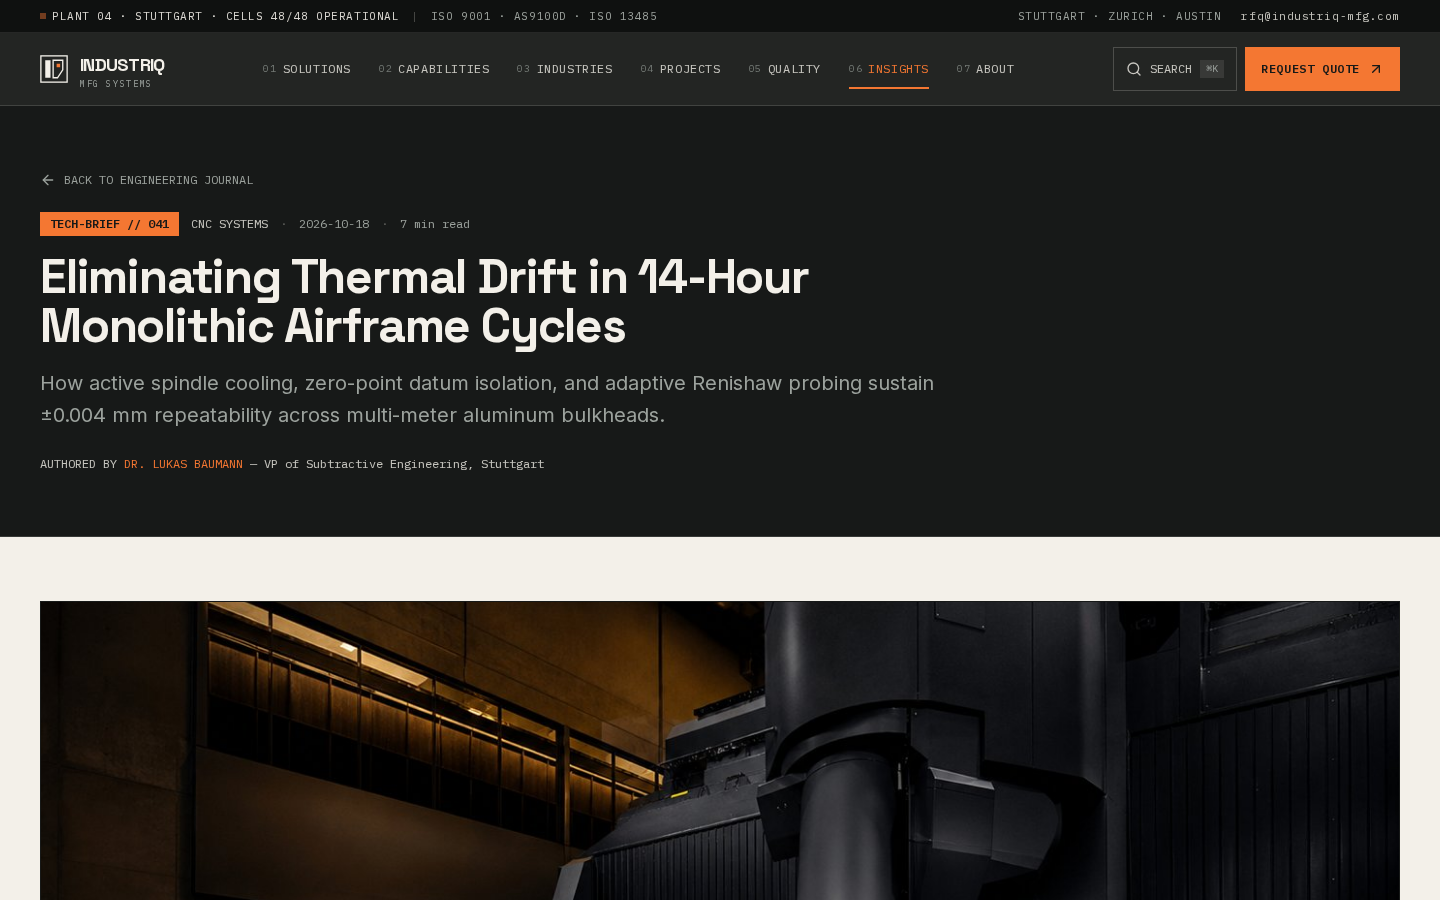 PLANT 04 · STUTTGART · CELLS 48/48 OPERATIONAL | ISO 9001 · AS9100D · ISO 13485
STUTTGART · ZURICH · AUSTIN rfq@industriq-mfg.com
INDUSTRIQ
MFG SYSTEMS
01 SOLUTIONS 02 CAPABILITIES 03 INDUSTRIES 04 PROJECTS 05 QUALITY 06 INSIGHTS 07 ABOUT
SEARCH ⌘K
REQUEST QUOTE
BACK TO ENGINEERING JOURNAL
TECH-BRIEF // 041 CNC SYSTEMS · 2026-10-18 · 7 min read
Eliminating Thermal Drift in 14-Hour
Monolithic Airframe Cycles
How active spindle cooling, zero-point datum isolation, and adaptive Renishaw probing sustain
±0.004 mm repeatability across multi-meter aluminum bulkheads.
AUTHORED BY DR. LUKAS BAUMANN — VP of Subtractive Engineering, Stuttgart